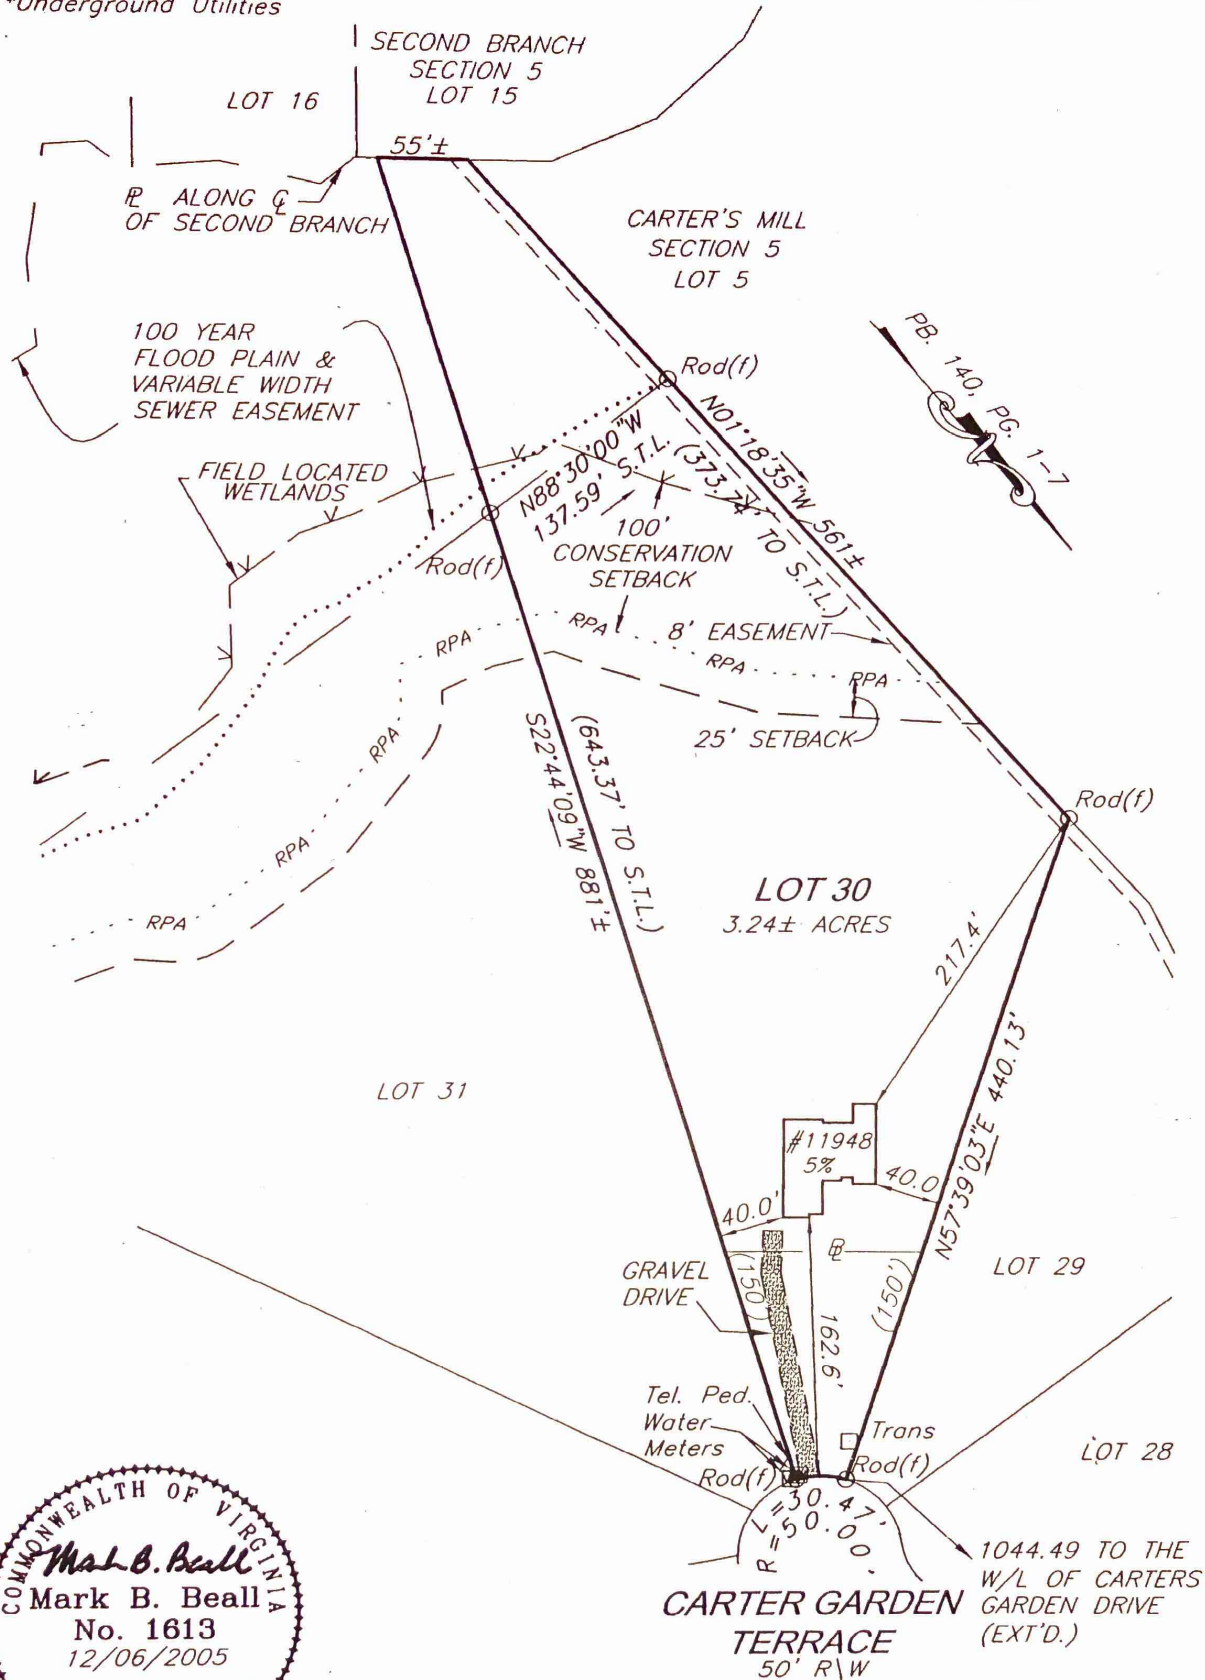 *Underground Utilities
SECOND BRANCH
SECTION 5
LOT 15
LOT 16
55'±
℄ ALONG ℄
OF SECOND BRANCH
CARTER'S MILL
SECTION 5
LOT 5
PB. 140, PG. 1-7
100 YEAR
FLOOD PLAIN &
VARIABLE WIDTH
SEWER EASEMENT
Rod(f)
N01°18'35"W 561±
(373.74' TO S.T.L.)
FIELD LOCATED
WETLANDS
N88°30'00"W
137.59' S.T.L.
100'
CONSERVATION
SETBACK
Rod(f)
8' EASEMENT
RPA
RPA
RPA
RPA
RPA
RPA
RPA
25' SETBACK
(643.37' TO S.T.L.)
S22°44'09"W 881'±
Rod(f)
LOT 30
3.24± ACRES
217.4'
N57°39'03"E 440.13'
LOT 31
#11948
5%
40.0'
40.0
LOT 29
GRAVEL
DRIVE
(150')
(150')
162.6'
Tel. Ped.
Water
Meters
Trans
Rod(f)
Rod(f)
LOT 28
L=30.47'
R=50.00'
1044.49 TO THE
W/L OF CARTERS
GARDEN DRIVE
(EXT'D.)
CARTER GARDEN
TERRACE
50' R\W
COMMONWEALTH OF VIRGINIA
Mark B. Beall
Mark B. Beall
No. 1613
12/06/2005